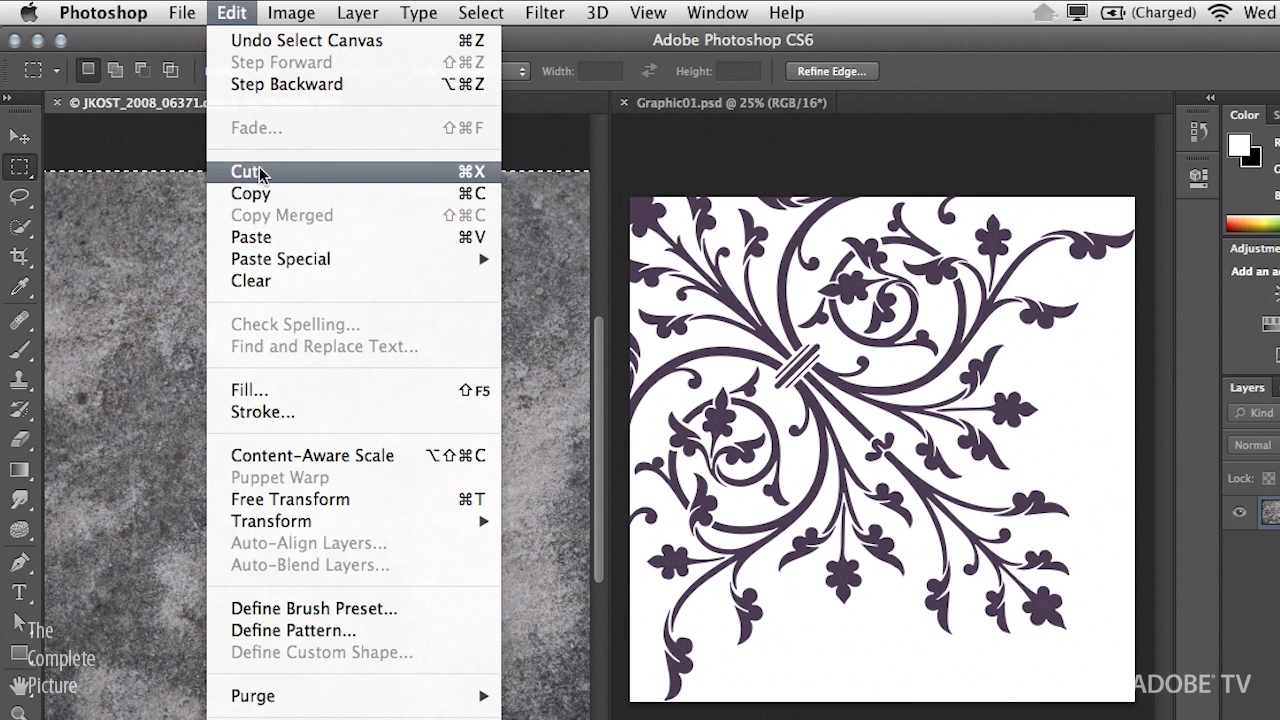 Photoshop File Edit Image Layer Type Select Filter 3D View Window Help (Charged) Wed
Adobe Photoshop CS6
Width: Height: Refine Edge...
© JKOST_2008_06371.
Graphic01.psd @ 25% (RGB/16*)
Undo Select Canvas ⌘Z
Step Forward ⇧⌘Z
Step Backward ⌥⌘Z
Fade... ⇧⌘F
Cut ⌘X
Copy ⌘C
Copy Merged ⇧⌘C
Paste ⌘V
Paste Special
Clear
Check Spelling...
Find and Replace Text...
Fill... ⇧F5
Stroke...
Content-Aware Scale ⌥⇧⌘C
Puppet Warp
Free Transform ⌘T
Transform
Auto-Align Layers...
Auto-Blend Layers...
Define Brush Preset...
Define Pattern...
Define Custom Shape...
Purge
Color
Adjustme
Add an a
Layers
Kind
Normal
Lock:
The
Complete
Picture
ADOBE® TV